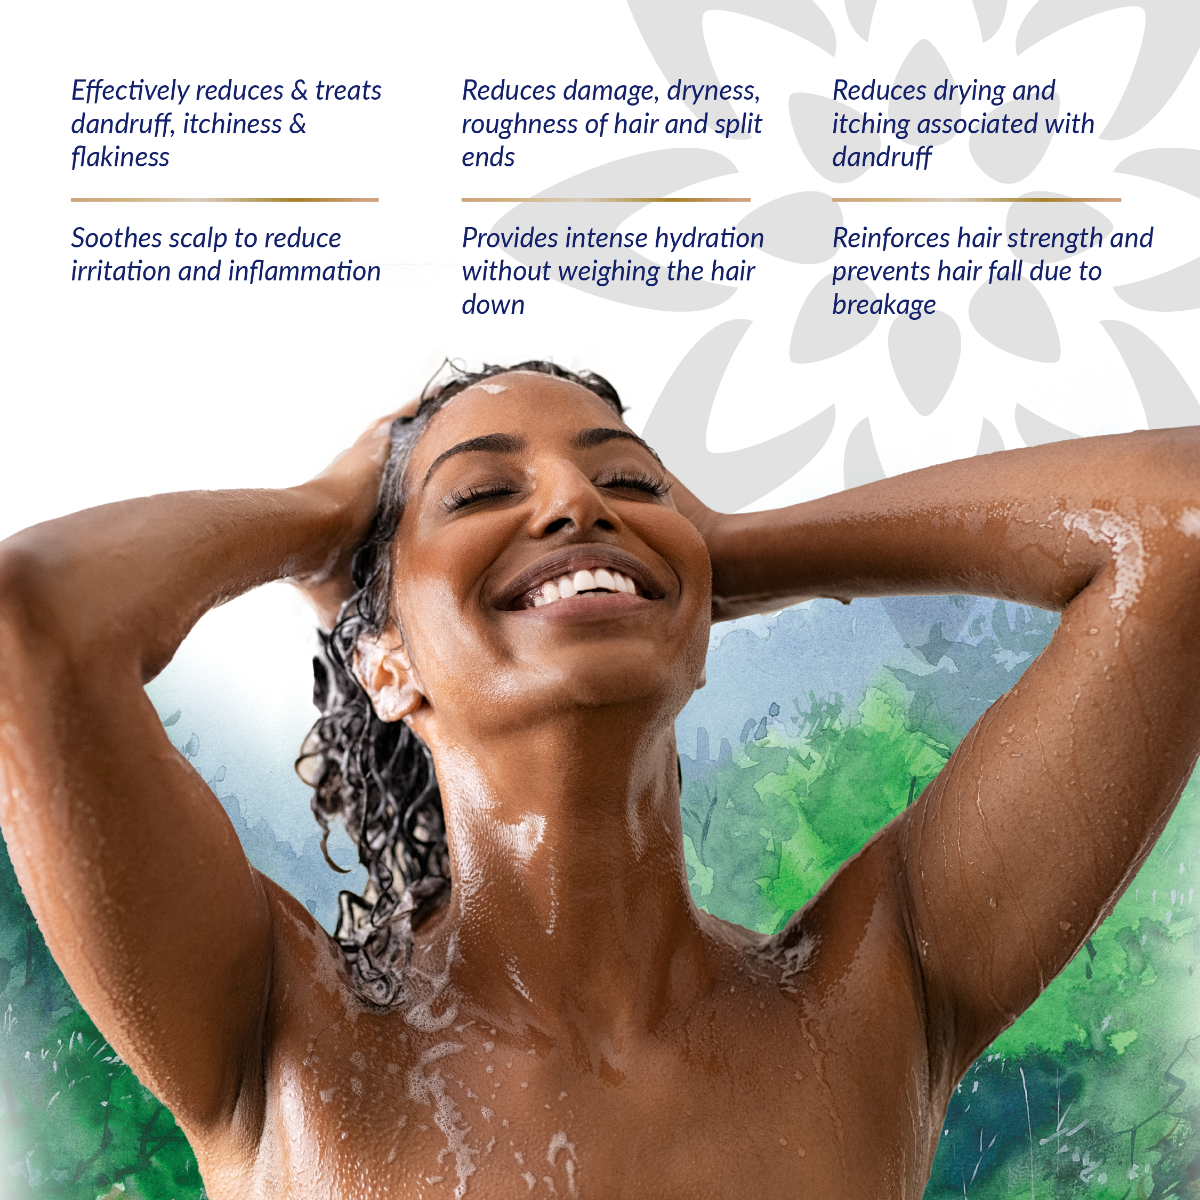 Effectively reduces & treats
dandruff, itchiness &
flakiness
Reduces damage, dryness,
roughness of hair and split
ends
Reduces drying and
itching associated with
dandruff
Soothes scalp to reduce
irritation and inflammation
Provides intense hydration
without weighing the hair
down
Reinforces hair strength and
prevents hair fall due to
breakage